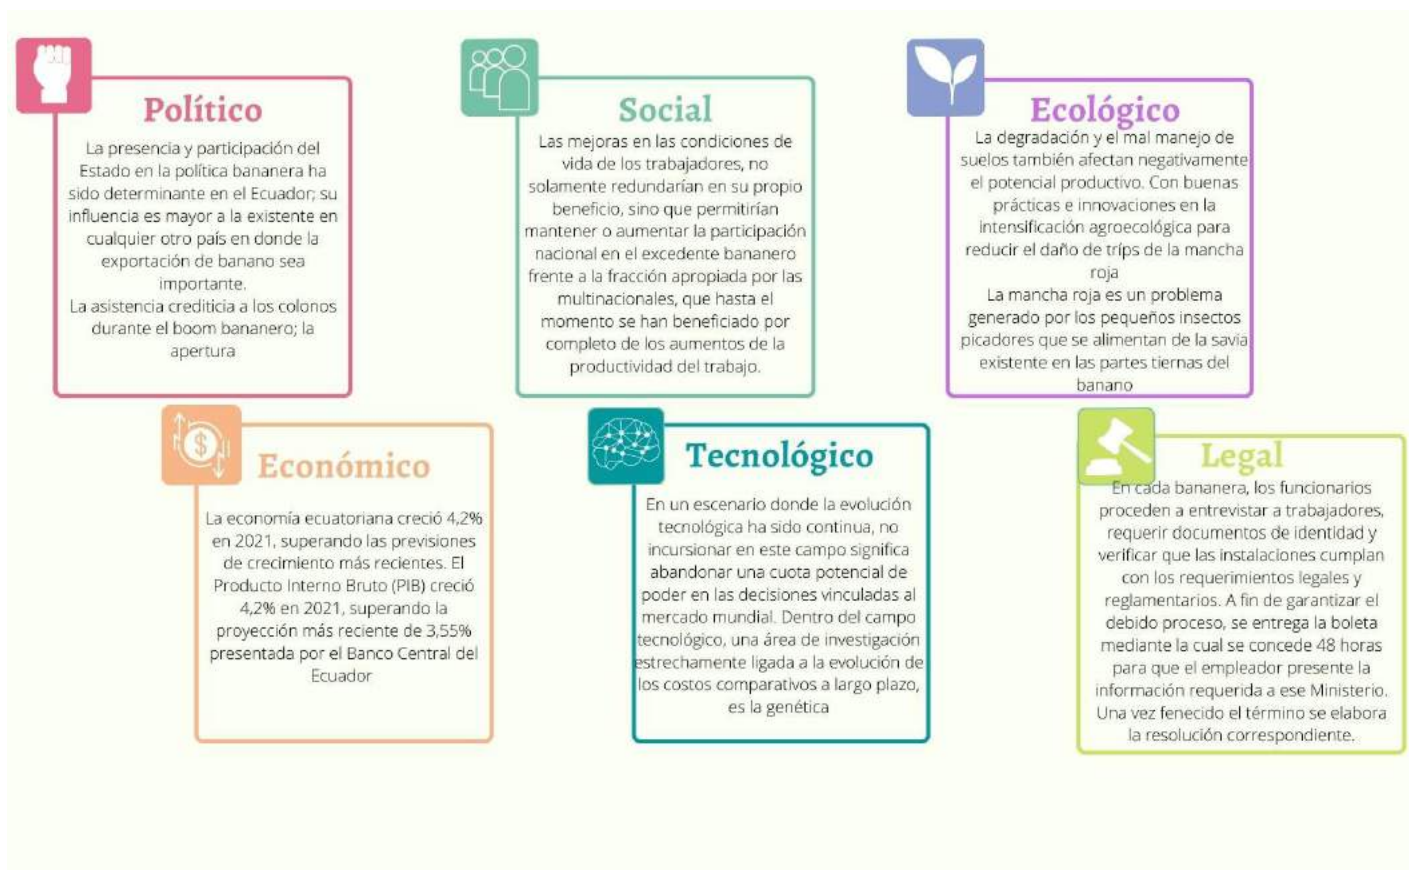 Político
La presencia y participación del
Estado en la política bananera ha
sido determinante en el Ecuador; su
influencia es mayor a la existente en
cualquier otro país en donde la
exportación de banano sea
importante.
La asistencia crediticia a los colonos
durante el boom bananero; la
apertura
Social
Las mejoras en las condiciones de
vida de los trabajadores, no
solamente redundarían en su propio
beneficio, sino que permitirían
mantener o aumentar la participación
nacional en el excedente bananero
frente a la fracción apropiada por las
multinacionales, que hasta el
momento se han beneficiado por
completo de los aumentos de la
productividad del trabajo.
Ecológico
La degradación y el mal manejo de
suelos también afectan negativamente
el potencial productivo. Con buenas
prácticas e innovaciones en la
intensificación agroecológica para
reducir el daño de tríps de la mancha
roja
La mancha roja es un problema
generado por los pequeños insectos
picadores que se alimentan de la savia
existente en las partes tiernas del
banano
Económico
La economía ecuatoriana creció 4,2%
en 2021, superando las previsiones
de crecimiento más recientes. El
Producto Interno Bruto (PIB) creció
4,2% en 2021, superando la
proyección más reciente de 3,55%
presentada por el Banco Central del
Ecuador
Tecnológico
En un escenario donde la evolución
tecnológica ha sido continua, no
incursionar en este campo significa
abandonar una cuota potencial de
poder en las decisiones vinculadas al
mercado mundial. Dentro del campo
tecnológico, una área de investigación
estrechamente ligada a la evolución de
los costos comparativos a largo plazo,
es la genética
Legal
En cada bananera, los funcionarios
proceden a entrevistar a trabajadores,
requerir documentos de identidad y
verificar que las instalaciones cumplan
con los requerimientos legales y
reglamentarios. A fin de garantizar el
debido proceso, se entrega la boleta
mediante la cual se concede 48 horas
para que el empleador presente la
información requerida a ese Ministerio.
Una vez fenecido el término se elabora
la resolución correspondiente.